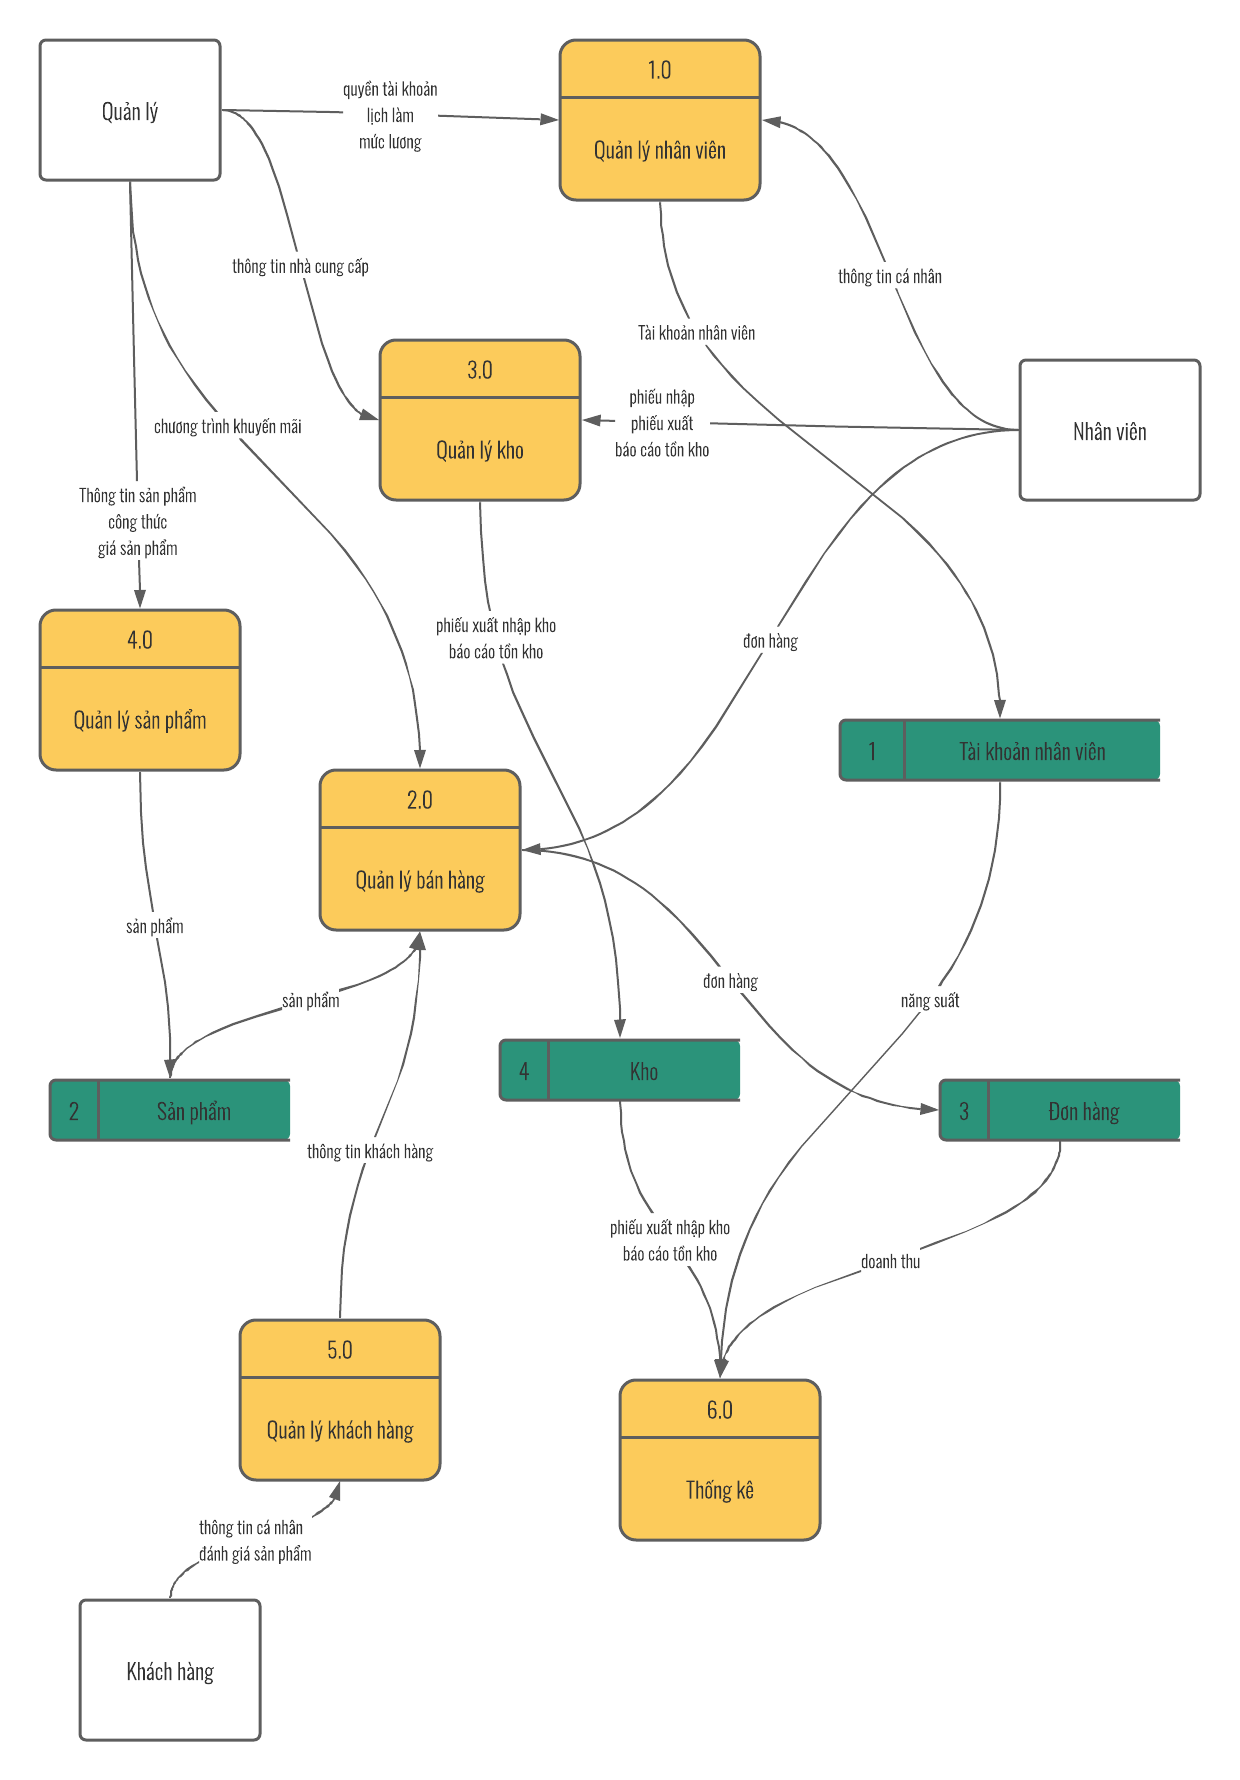 Quản lý
quyền tài khoản
lịch làm
mức lương
1.0
Quản lý nhân viên
thông tin nhà cung cấp
thông tin cá nhân
Tài khoản nhân viên
3.0
Quản lý kho
phiếu nhập
phiếu xuất
báo cáo tồn kho
Nhân viên
chương trình khuyến mãi
Thông tin sản phẩm
công thức
giá sản phẩm
4.0
Quản lý sản phẩm
phiếu xuất nhập kho
báo cáo tồn kho
đơn hàng
1
Tài khoản nhân viên
2.0
Quản lý bán hàng
sản phẩm
sản phẩm
đơn hàng
năng suất
2
Sản phẩm
4
Kho
3
Đơn hàng
thông tin khách hàng
phiếu xuất nhập kho
báo cáo tồn kho
doanh thu
5.0
Quản lý khách hàng
6.0
Thống kê
thông tin cá nhân
đánh giá sản phẩm
Khách hàng